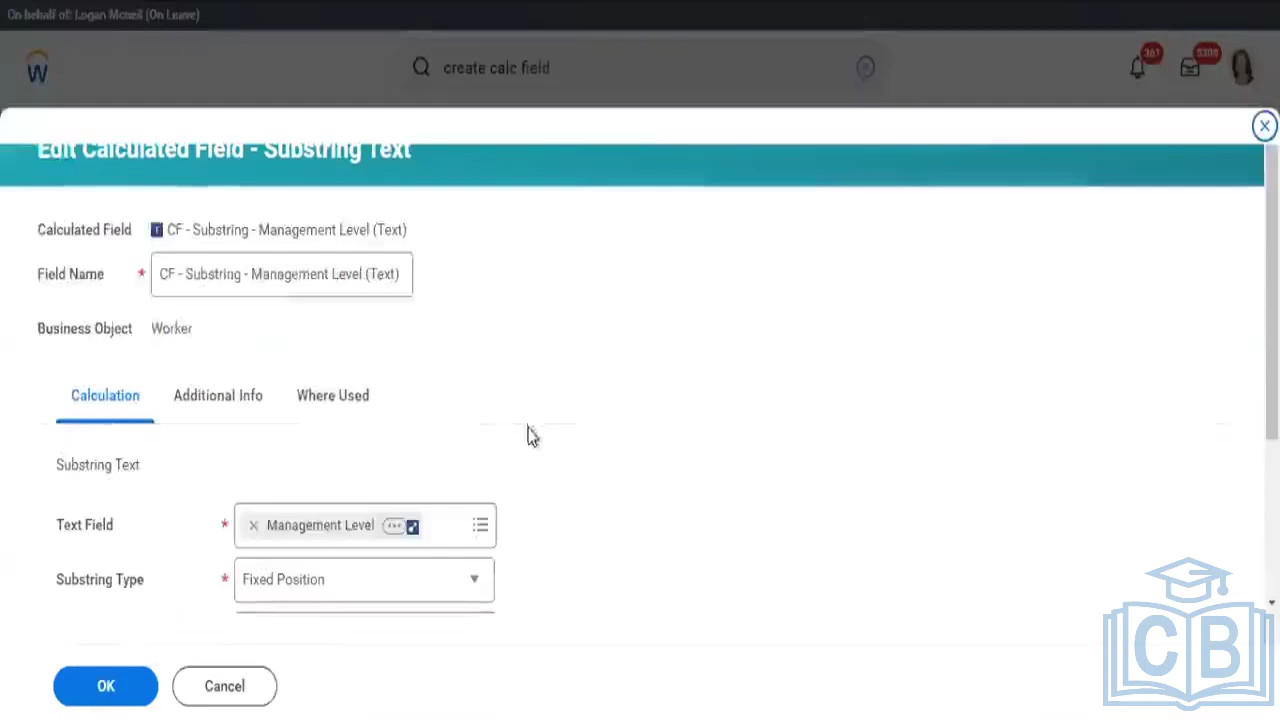 On behalf of: Logan Mcneil (On Leave)
W
create calc field
361
5308
Edit Calculated Field - Substring Text
Calculated Field CF - Substring - Management Level (Text)
Field Name * CF - Substring - Management Level (Text)
Business Object Worker
Calculation Additional Info Where Used
Substring Text
Text Field * × Management Level
Substring Type * Fixed Position
OK Cancel
CB